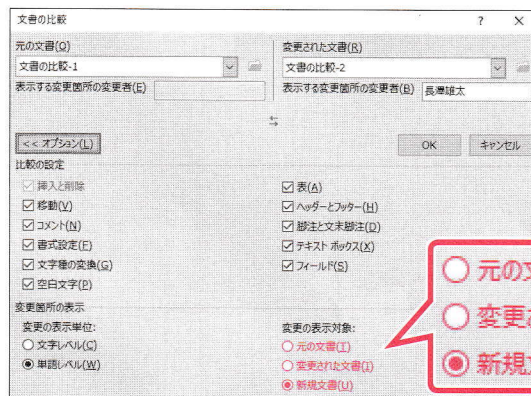 文書の比較 ? ×
元の文書(O)
文書の比較-1
表示する変更箇所の変更者(E)
変更された文書(R)
文書の比較-2
表示する変更箇所の変更者(B) 長澤雄太
<< オプション(L)
OK キャンセル
比較の設定
挿入と削除
移動(V)
コメント(N)
書式設定(F)
文字種の変換(G)
空白文字(P)
表(A)
ヘッダーとフッター(H)
脚注と文末脚注(D)
テキスト ボックス(X)
フィールド(S)
変更箇所の表示
変更の表示単位:
文字レベル(C)
単語レベル(W)
変更の表示対象:
元の文書(T)
変更された文書(I)
新規文書(U)
元の文
変更さ
新規